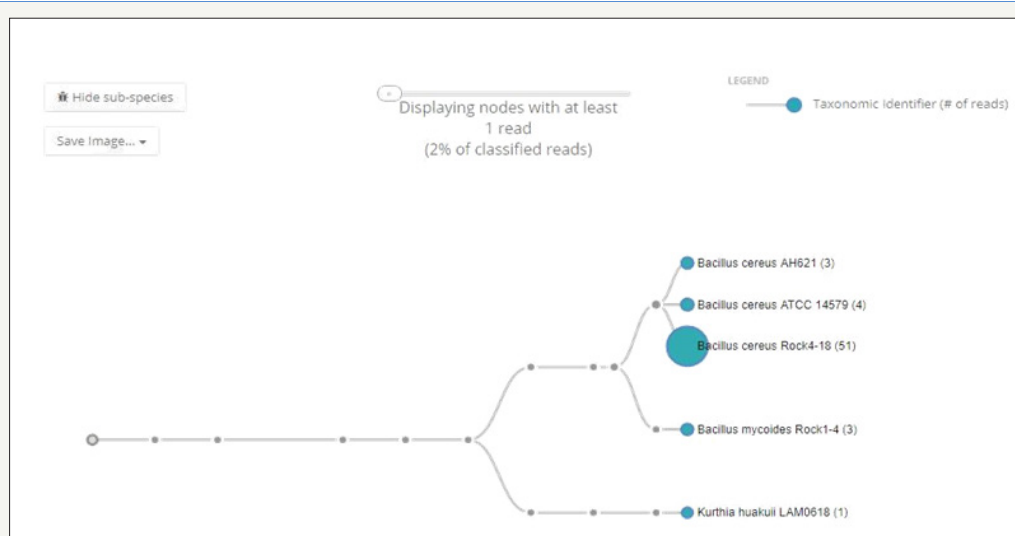 Hide sub-species
Save Image...
Displaying nodes with at least
1 read
(2% of classified reads)
LEGEND
Taxonomic Identifier (# of reads)
Bacillus cereus AH621 (3)
Bacillus cereus ATCC 14579 (4)
Bacillus cereus Rock4-18 (51)
Bacillus mycoides Rock1-4 (3)
Kurthia huakuii LAM0618 (1)